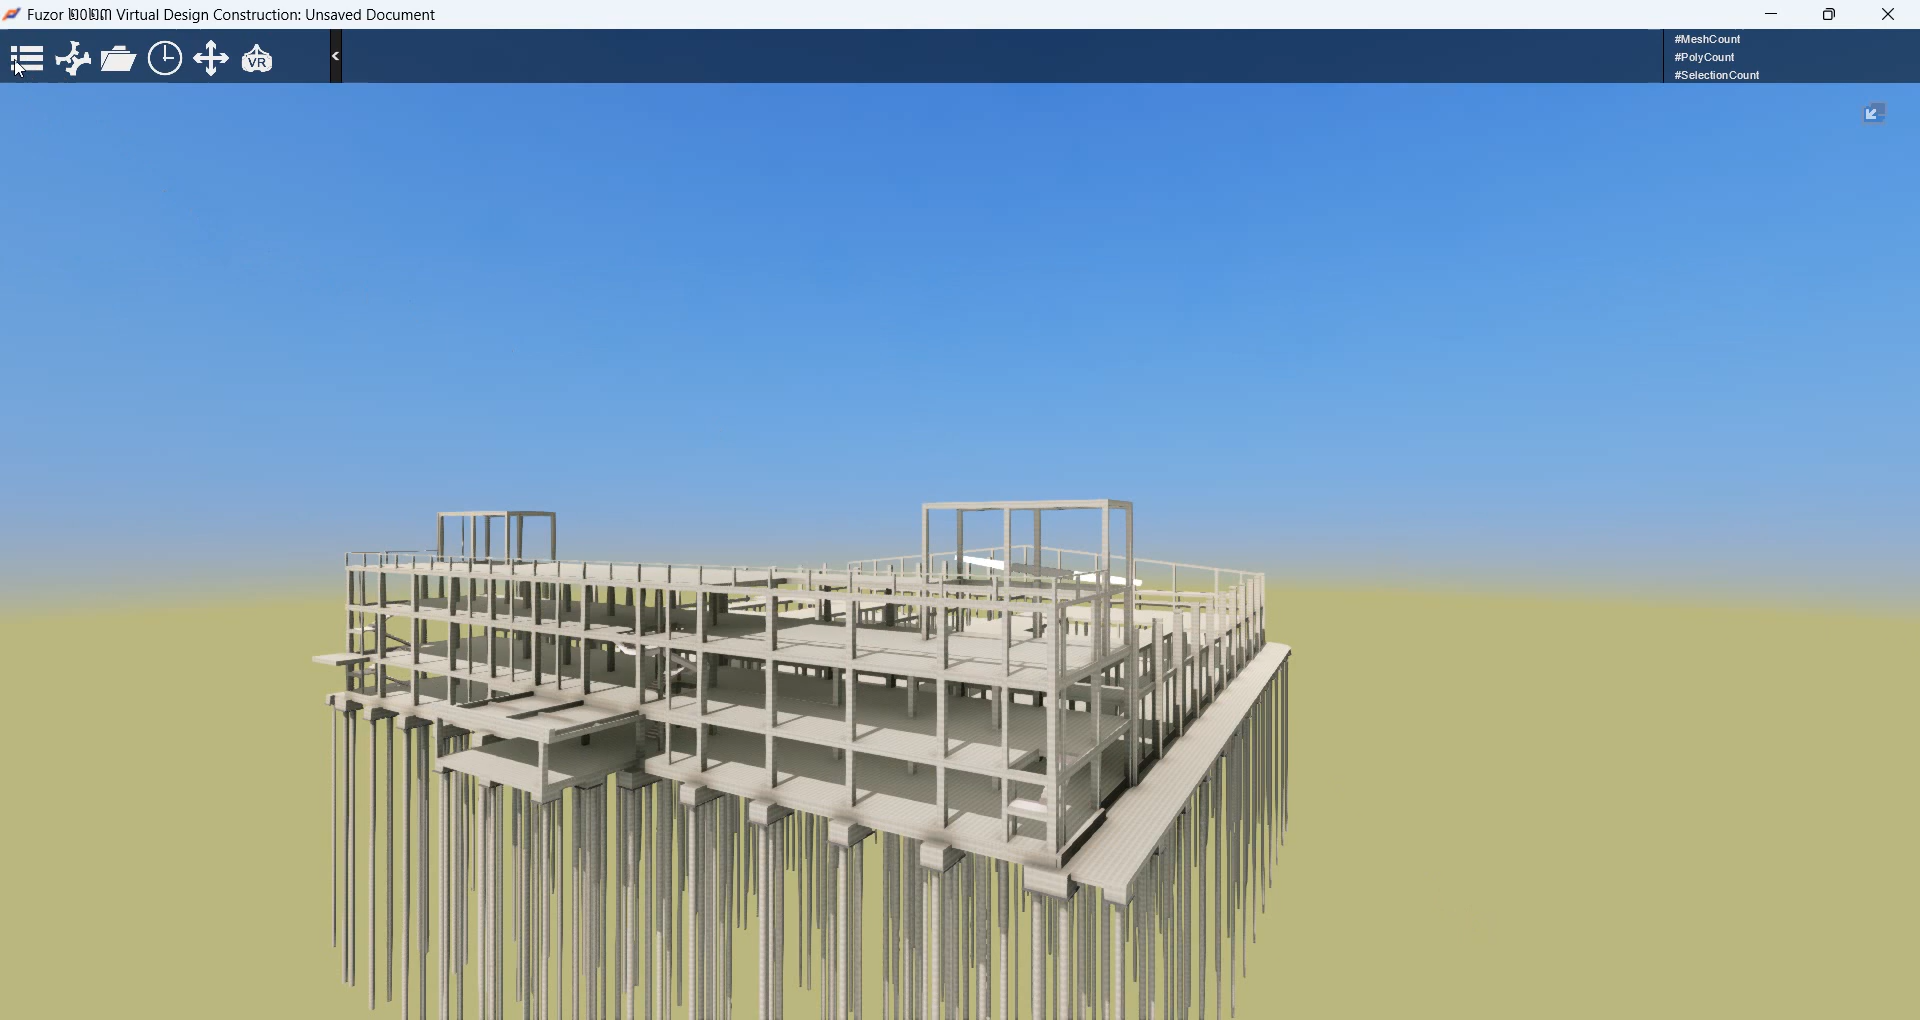 Fuzor Virtual Design Construction: Unsaved Document
#MeshCount
#PolyCount
#SelectionCount
VR